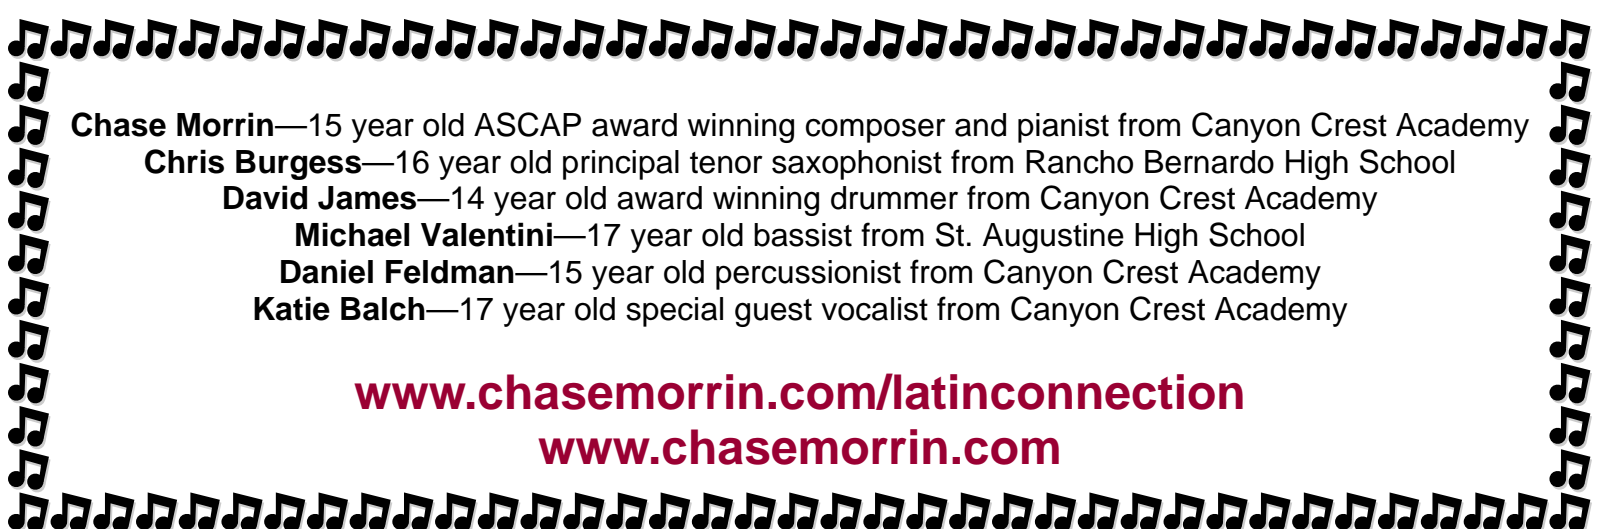 Chase Morrin—15 year old ASCAP award winning composer and pianist from Canyon Crest Academy
Chris Burgess—16 year old principal tenor saxophonist from Rancho Bernardo High School
David James—14 year old award winning drummer from Canyon Crest Academy
Michael Valentini—17 year old bassist from St. Augustine High School
Daniel Feldman—15 year old percussionist from Canyon Crest Academy
Katie Balch—17 year old special guest vocalist from Canyon Crest Academy
www.chasemorrin.com/latinconnection
www.chasemorrin.com